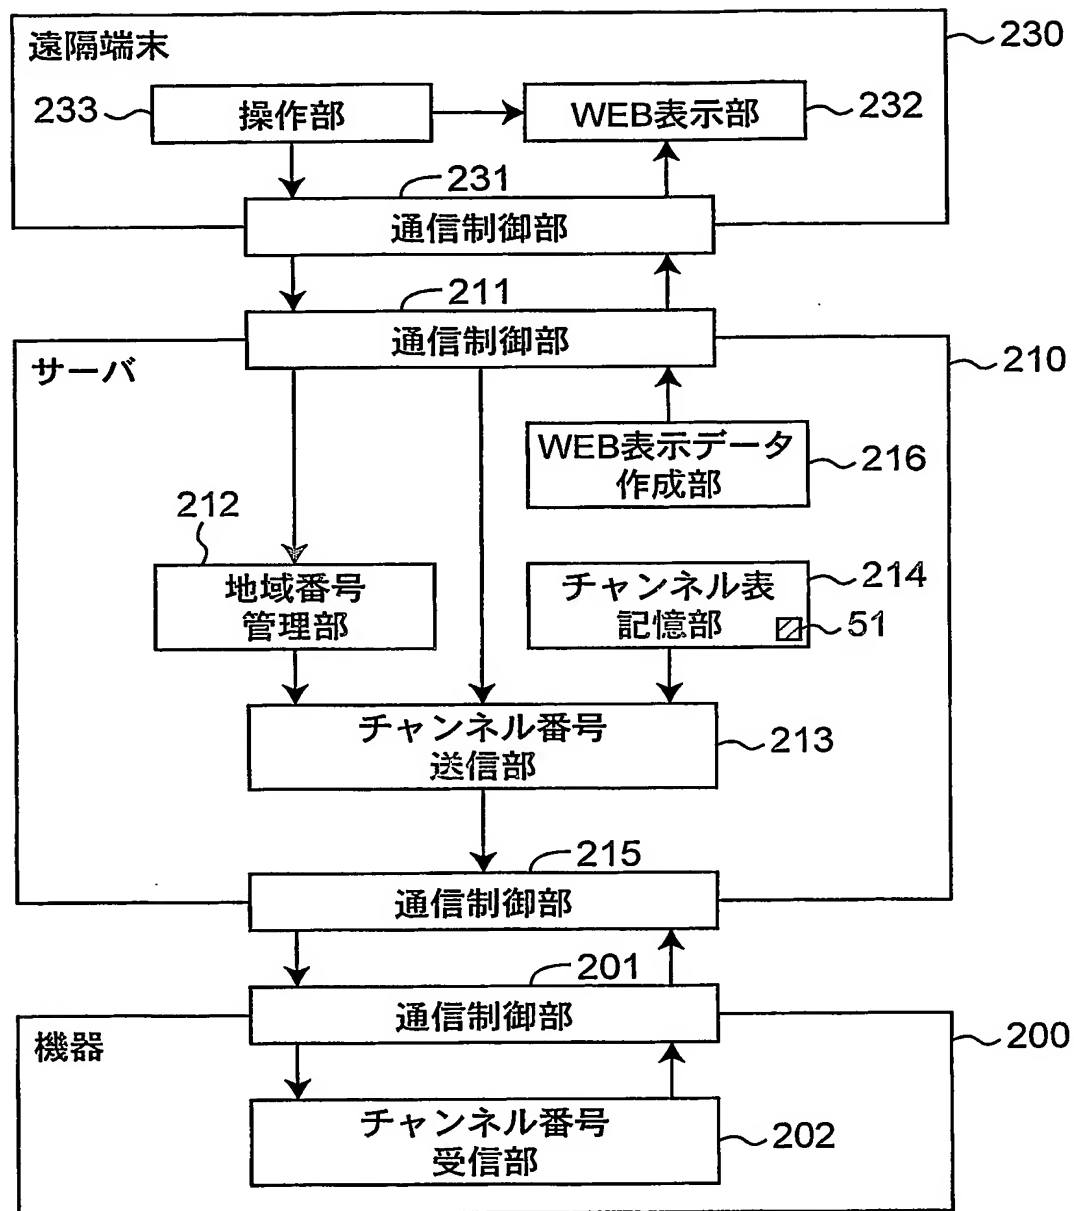 遠隔端末
230
233
操作部
WEB表示部
232
231
通信制御部
211
通信制御部
サーバ
210
WEB表示データ
作成部
216
212
地域番号
管理部
チャンネル表
記憶部
214
51
チャンネル番号
送信部
213
215
通信制御部
201
通信制御部
機器
200
チャンネル番号
受信部
202